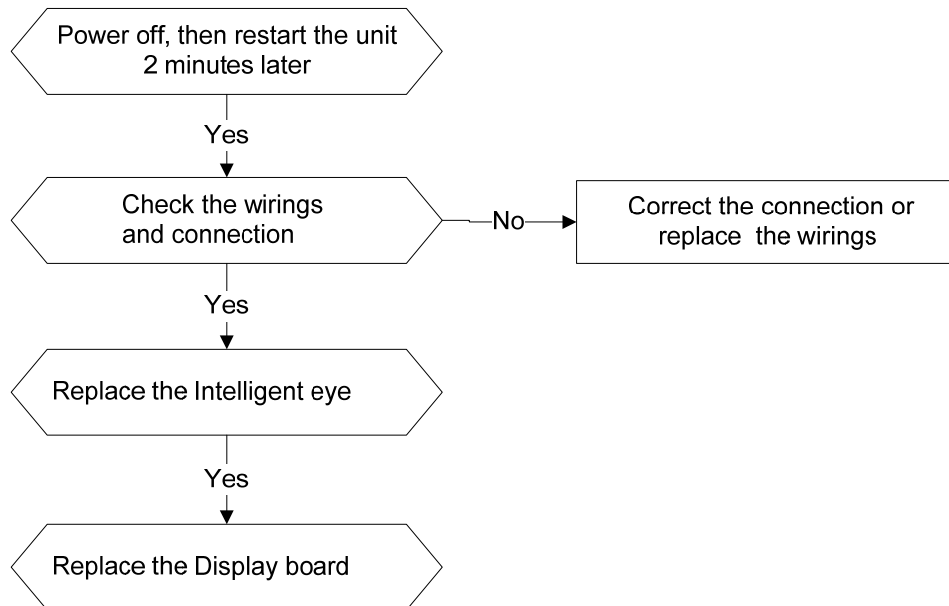 Power off, then restart the unit
2 minutes later
Yes
Check the wirings
and connection
No
Correct the connection or
replace the wirings
Yes
Replace the Intelligent eye
Yes
Replace the Display board